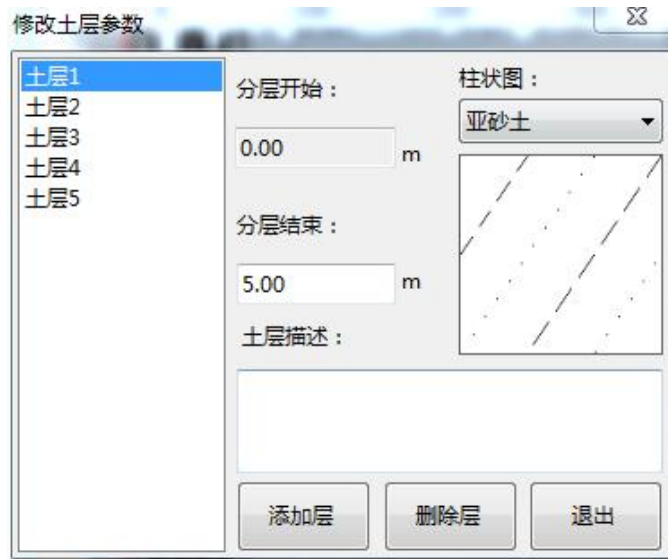 修改土层参数
土层1
土层2
土层3
土层4
土层5
分层开始：
0.00 m
分层结束：
5.00 m
土层描述：
柱状图：
亚砂土
添加层 删除层 退出